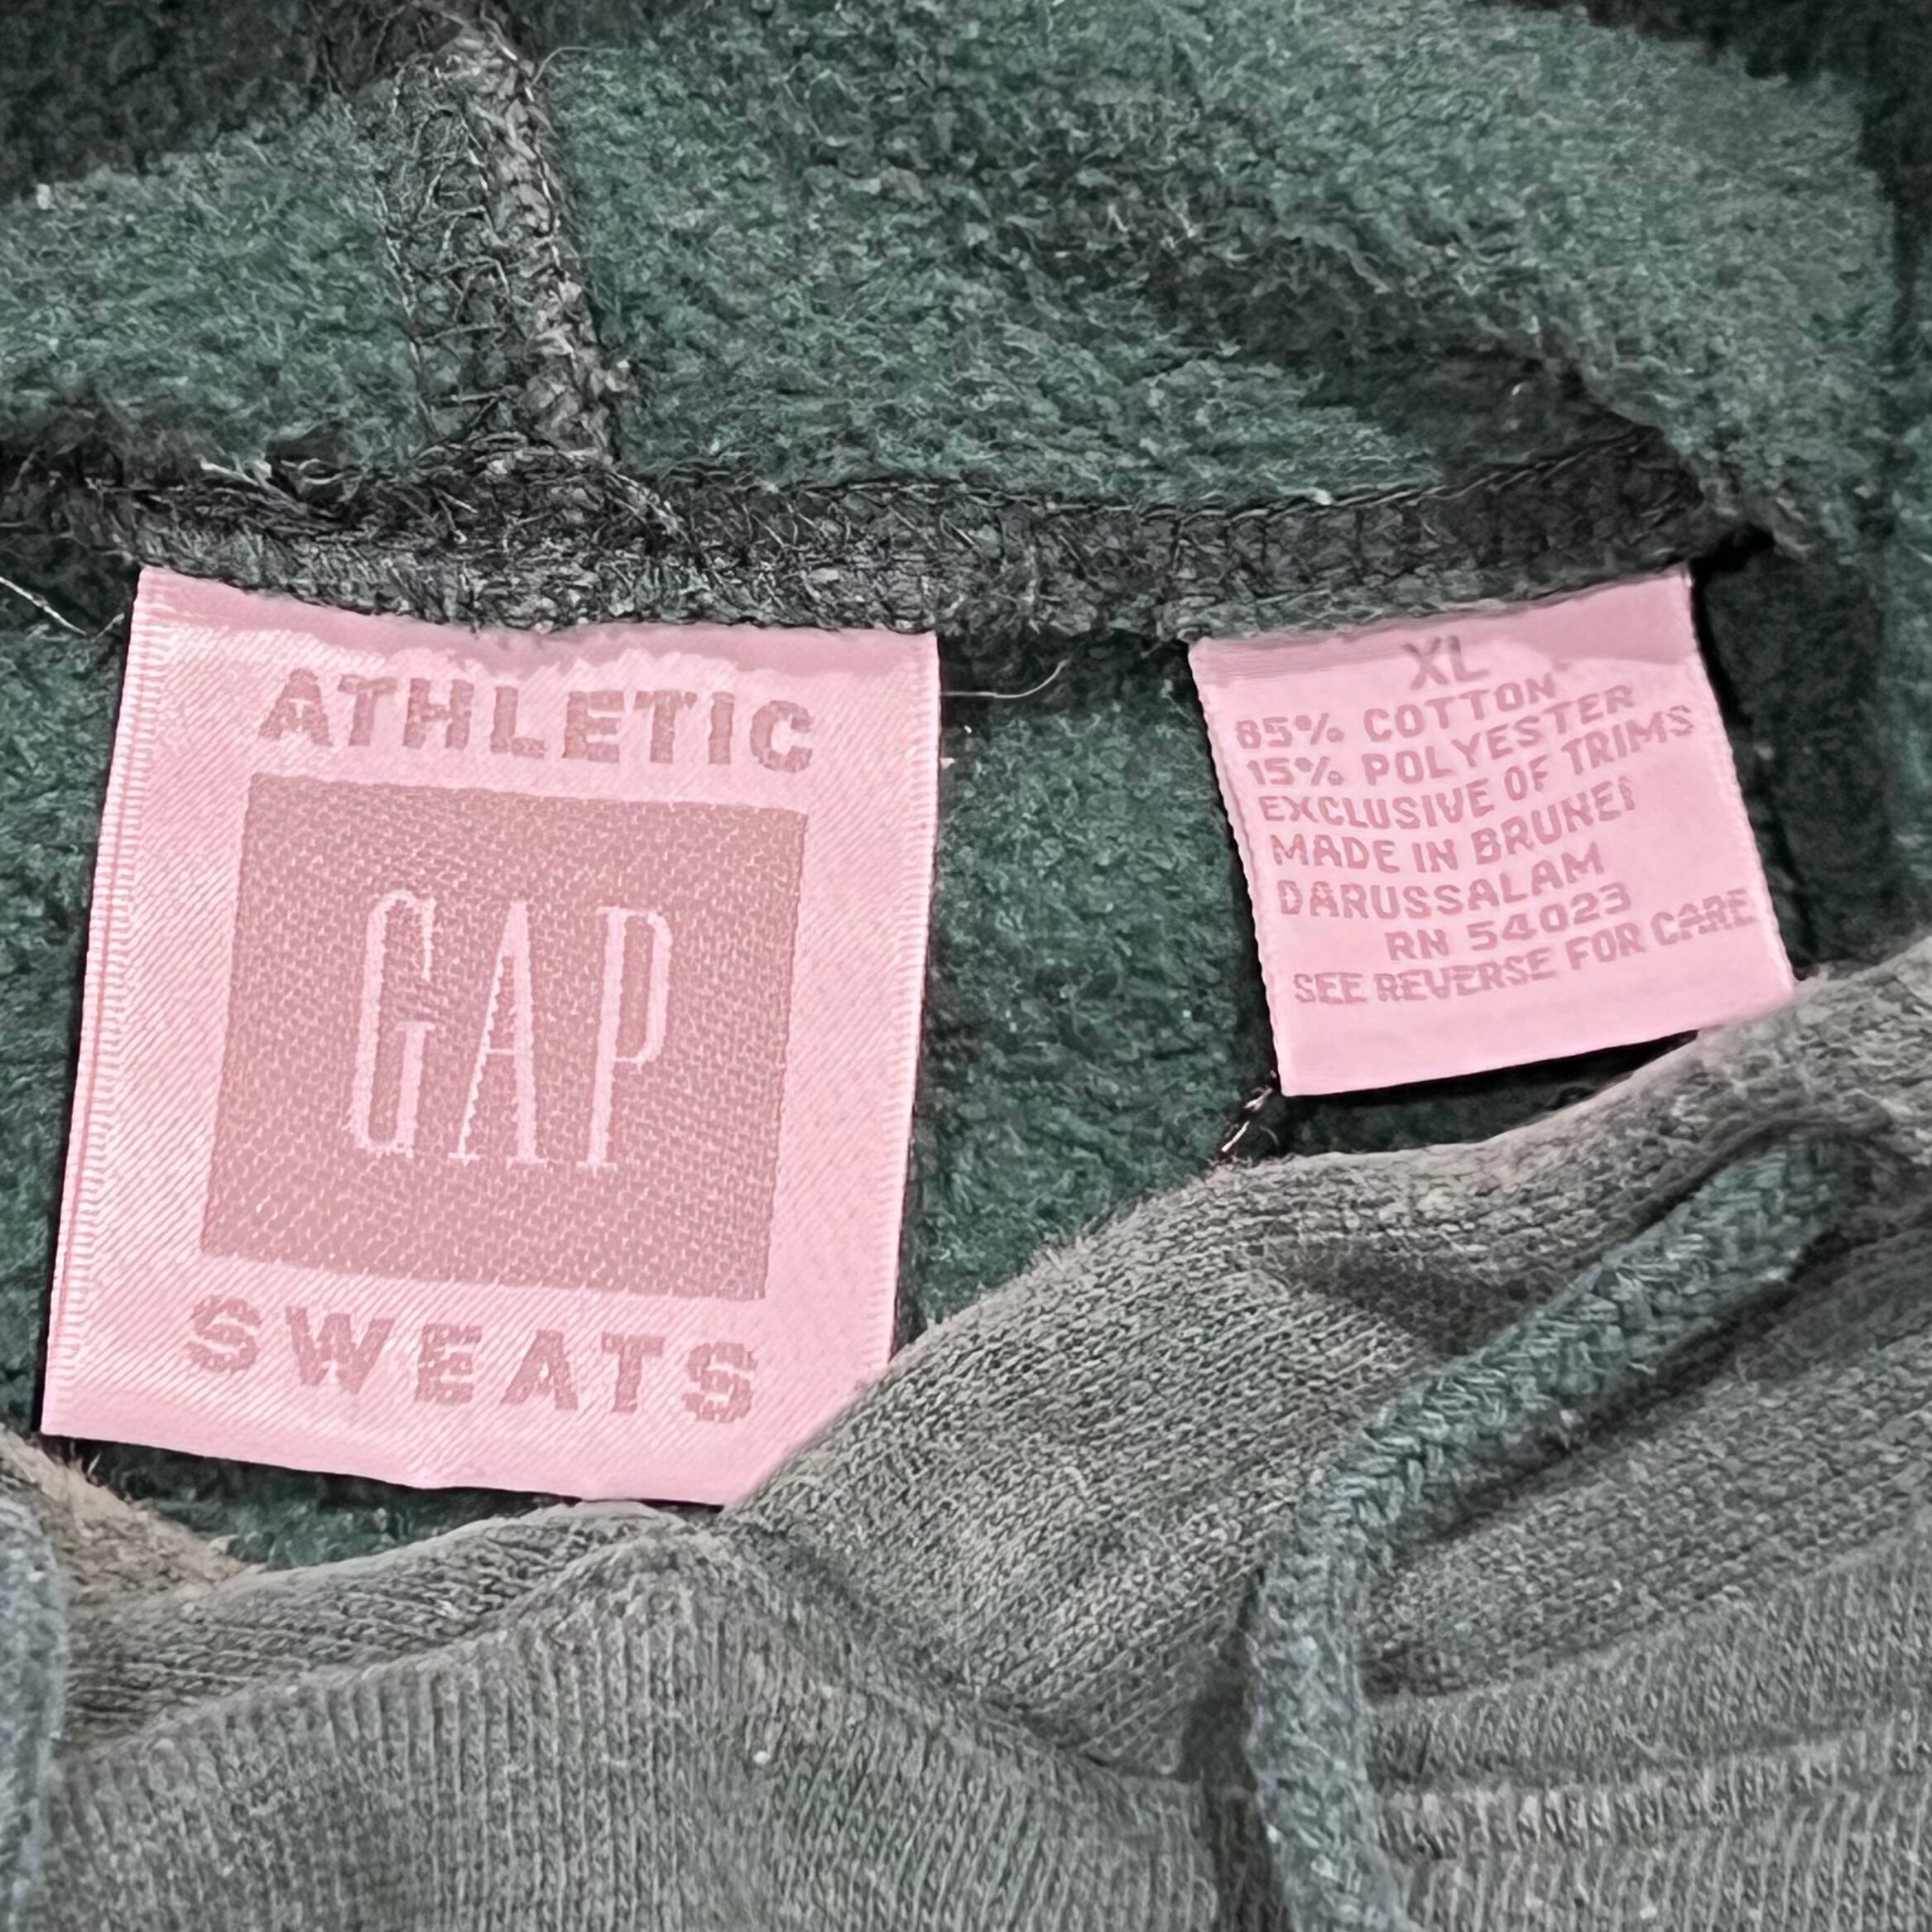 ATHLETIC
GAP
SWEATS
XL
85% COTTON
15% POLYESTER
EXCLUSIVE OF TRIMS
MADE IN BRUNEI
DARUSSALAM
RN 54023
SEE REVERSE FOR CARE